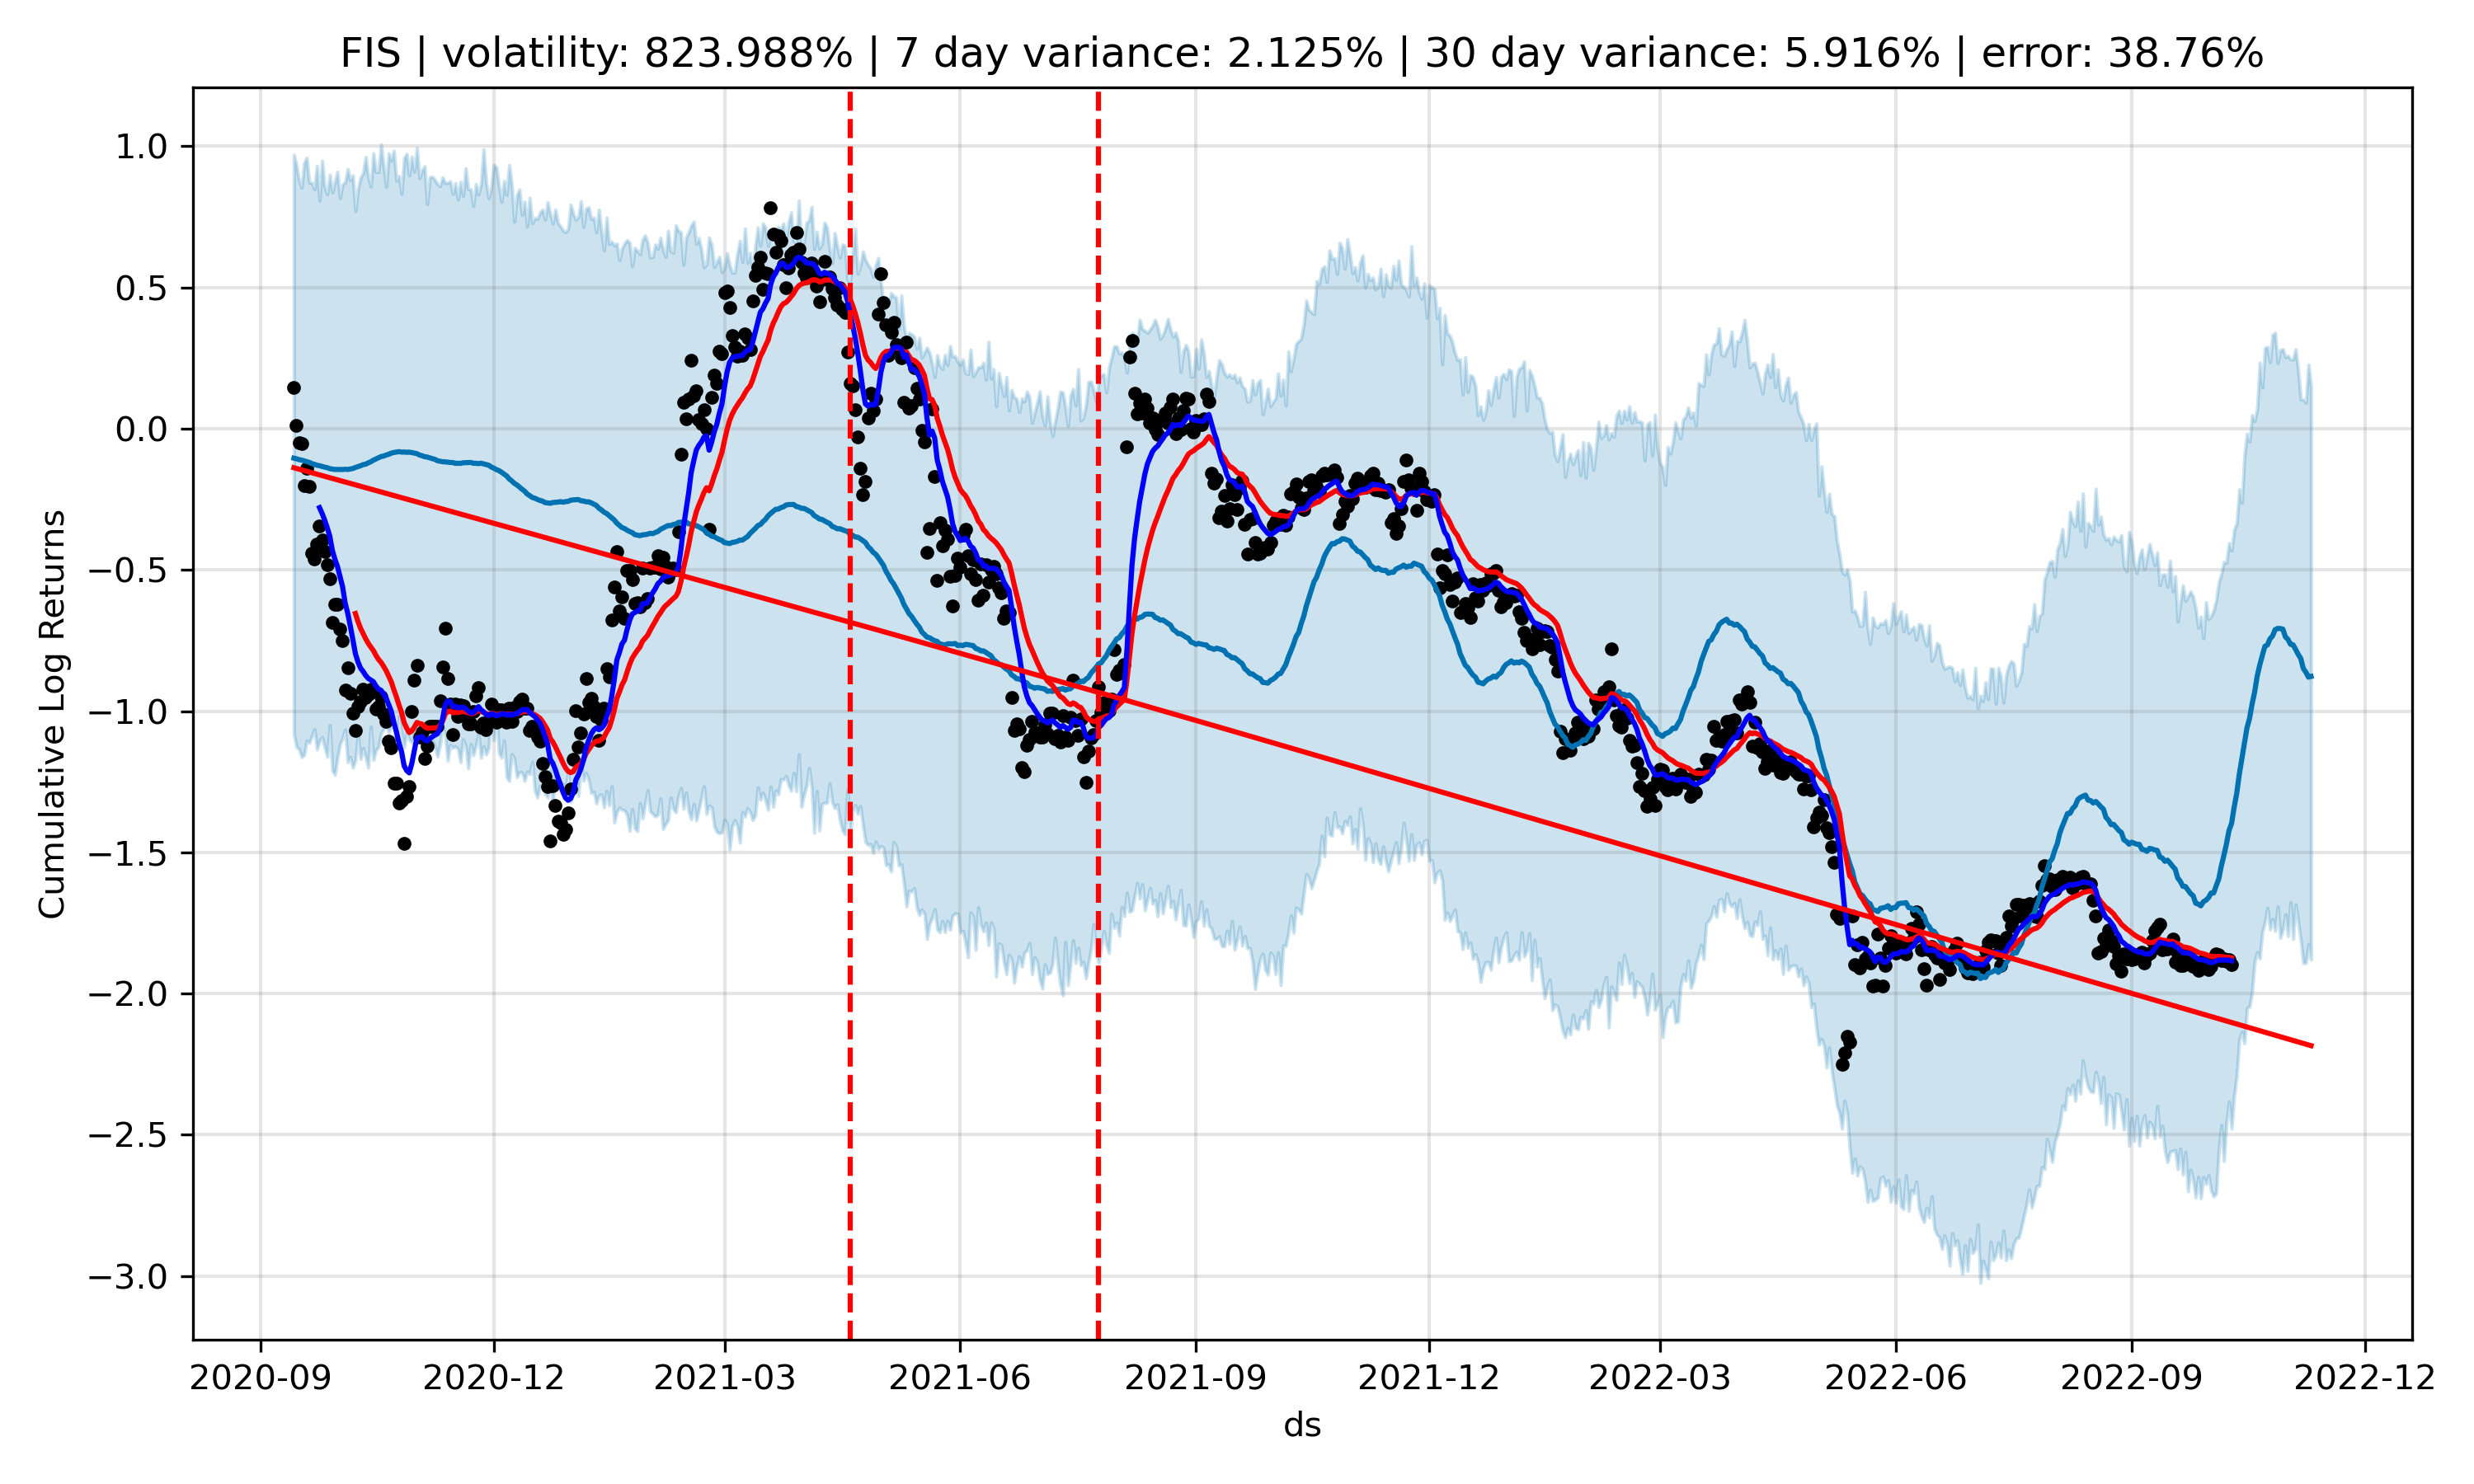 FIS | volatility: 823.988% | 7 day variance: 2.125% | 30 day variance: 5.916% | error: 38.76%
1.0
0.5
0.0
−0.5
−1.0
−1.5
−2.0
−2.5
−3.0
Cumulative Log Returns
2020-09 2020-12 2021-03 2021-06 2021-09 2021-12 2022-03 2022-06 2022-09 2022-12
ds